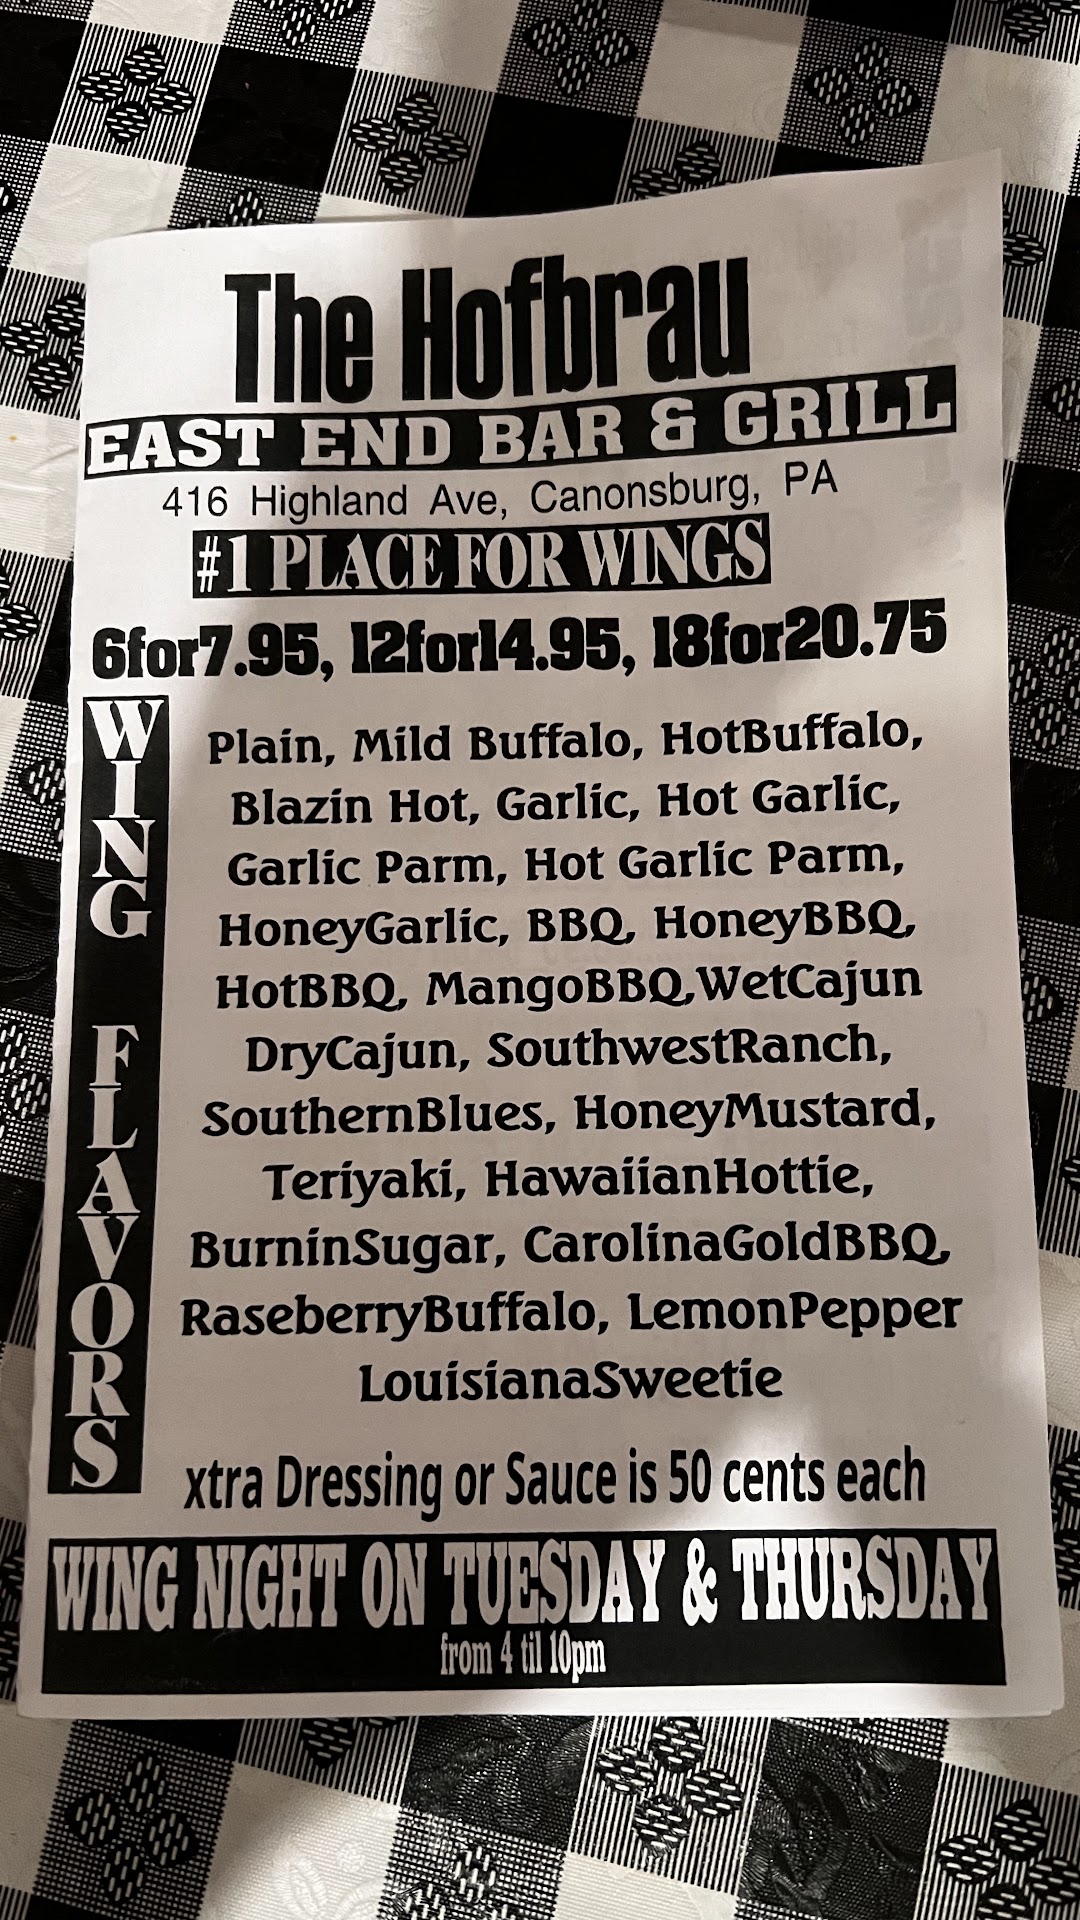 The Hofbrau
EAST END BAR & GRILL
416 Highland Ave, Canonsburg, PA
#1 PLACE FOR WINGS
6for7.95, 12for14.95, 18for20.75
WING FLAVORS
Plain, Mild Buffalo, HotBuffalo,
Blazin Hot, Garlic, Hot Garlic,
Garlic Parm, Hot Garlic Parm,
HoneyGarlic, BBQ, HoneyBBQ,
HotBBQ, MangoBBQ,WetCajun
DryCajun, SouthwestRanch,
SouthernBlues, HoneyMustard,
Teriyaki, HawaiianHottie,
BurninSugar, CarolinaGoldBBQ,
RaseberryBuffalo, LemonPepper
LouisianaSweetie
xtra Dressing or Sauce is 50 cents each
WING NIGHT ON TUESDAY & THURSDAY
from 4 til 10pm